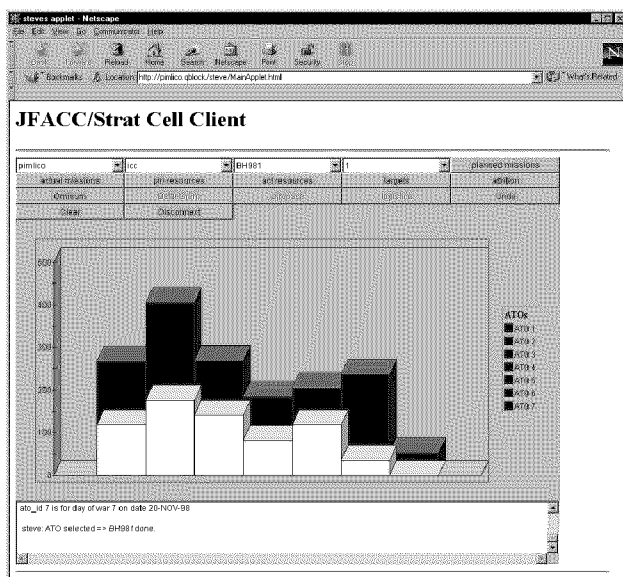 steves applet - Netscape
File Edit View Go Communicator Help
Back Forward Reload Home Search Netscape Print Security Stop
N
Bookmarks Location: http://pimlico.qblock./steve/MainApplet.html What's Related
JFACC/Strat Cell Client
pimlico icc BH981 1 planned missions
actual missions pln resources act resources targets attrition
Undo
Clear Disconnect
500
400
300
200
100
0
ATOs
ATO 1
ATO 2
ATO 3
ATO 4
ATO 5
ATO 6
ATO 7
ato_id 7 is for day of war 7 on date 20-NOV-98
steve: ATO selected => BH981 done.